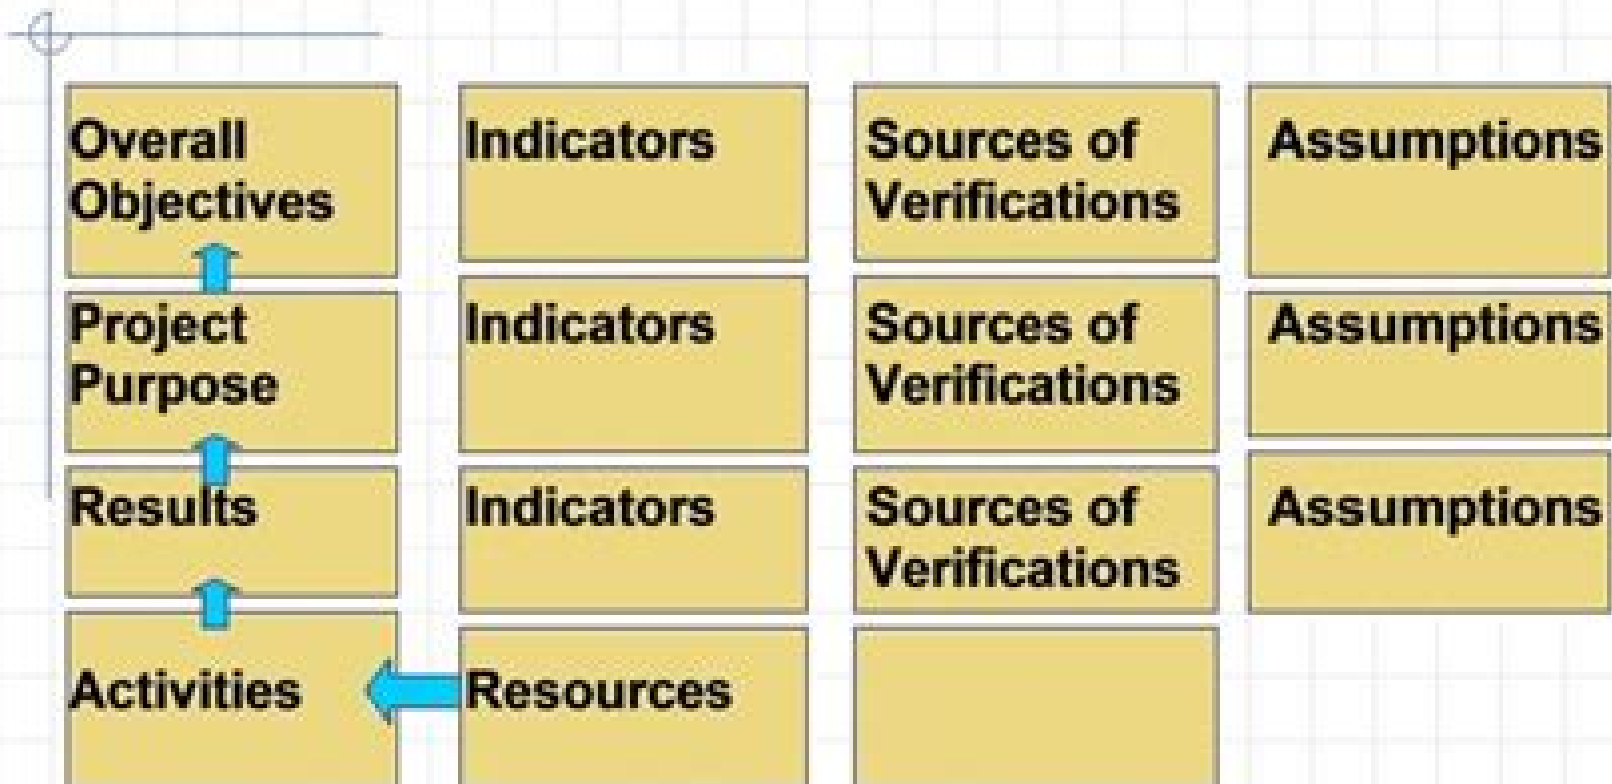 Overall
Objectives
Indicators
Sources of
Verifications
Assumptions
Project
Purpose
Indicators
Sources of
Verifications
Assumptions
Results
Indicators
Sources of
Verifications
Assumptions
Activities
Resources